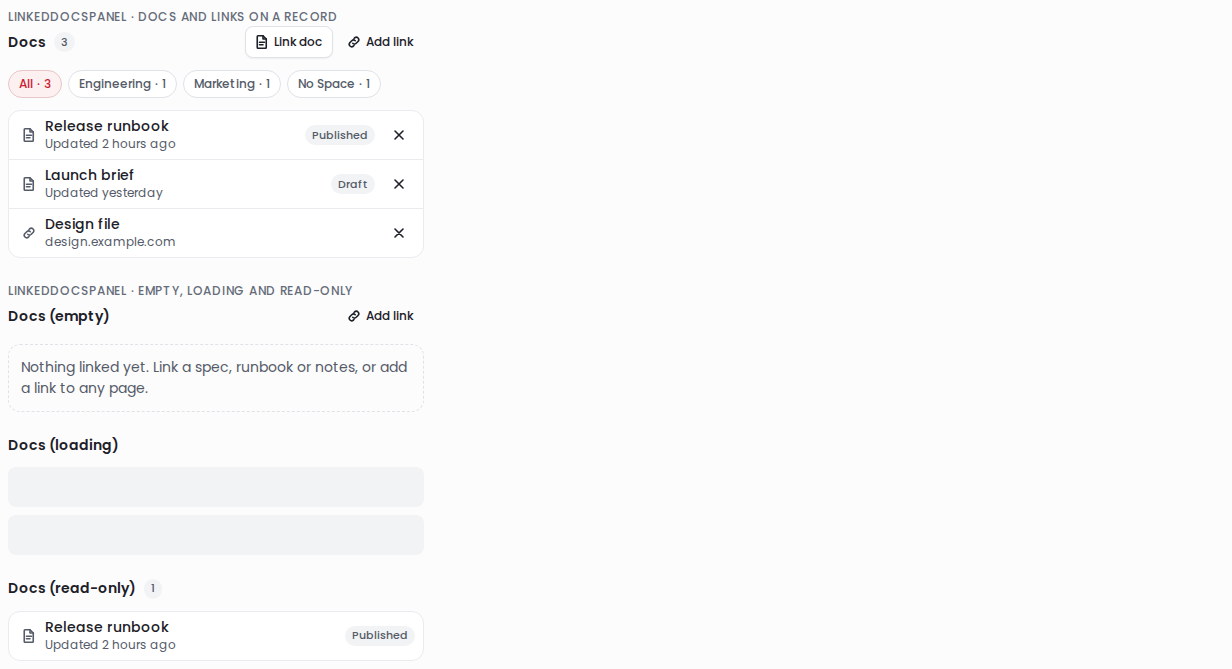 LINKEDDOCSPANEL · DOCS AND LINKS ON A RECORD
Docs 3 Link doc Add link
All · 3 Engineering · 1 Marketing · 1 No Space · 1
Release runbook
Updated 2 hours ago Published
Launch brief
Updated yesterday Draft
Design file
design.example.com
LINKEDDOCSPANEL · EMPTY, LOADING AND READ-ONLY
Docs (empty) Add link
Nothing linked yet. Link a spec, runbook or notes, or add
a link to any page.
Docs (loading)
Docs (read-only) 1
Release runbook
Updated 2 hours ago Published